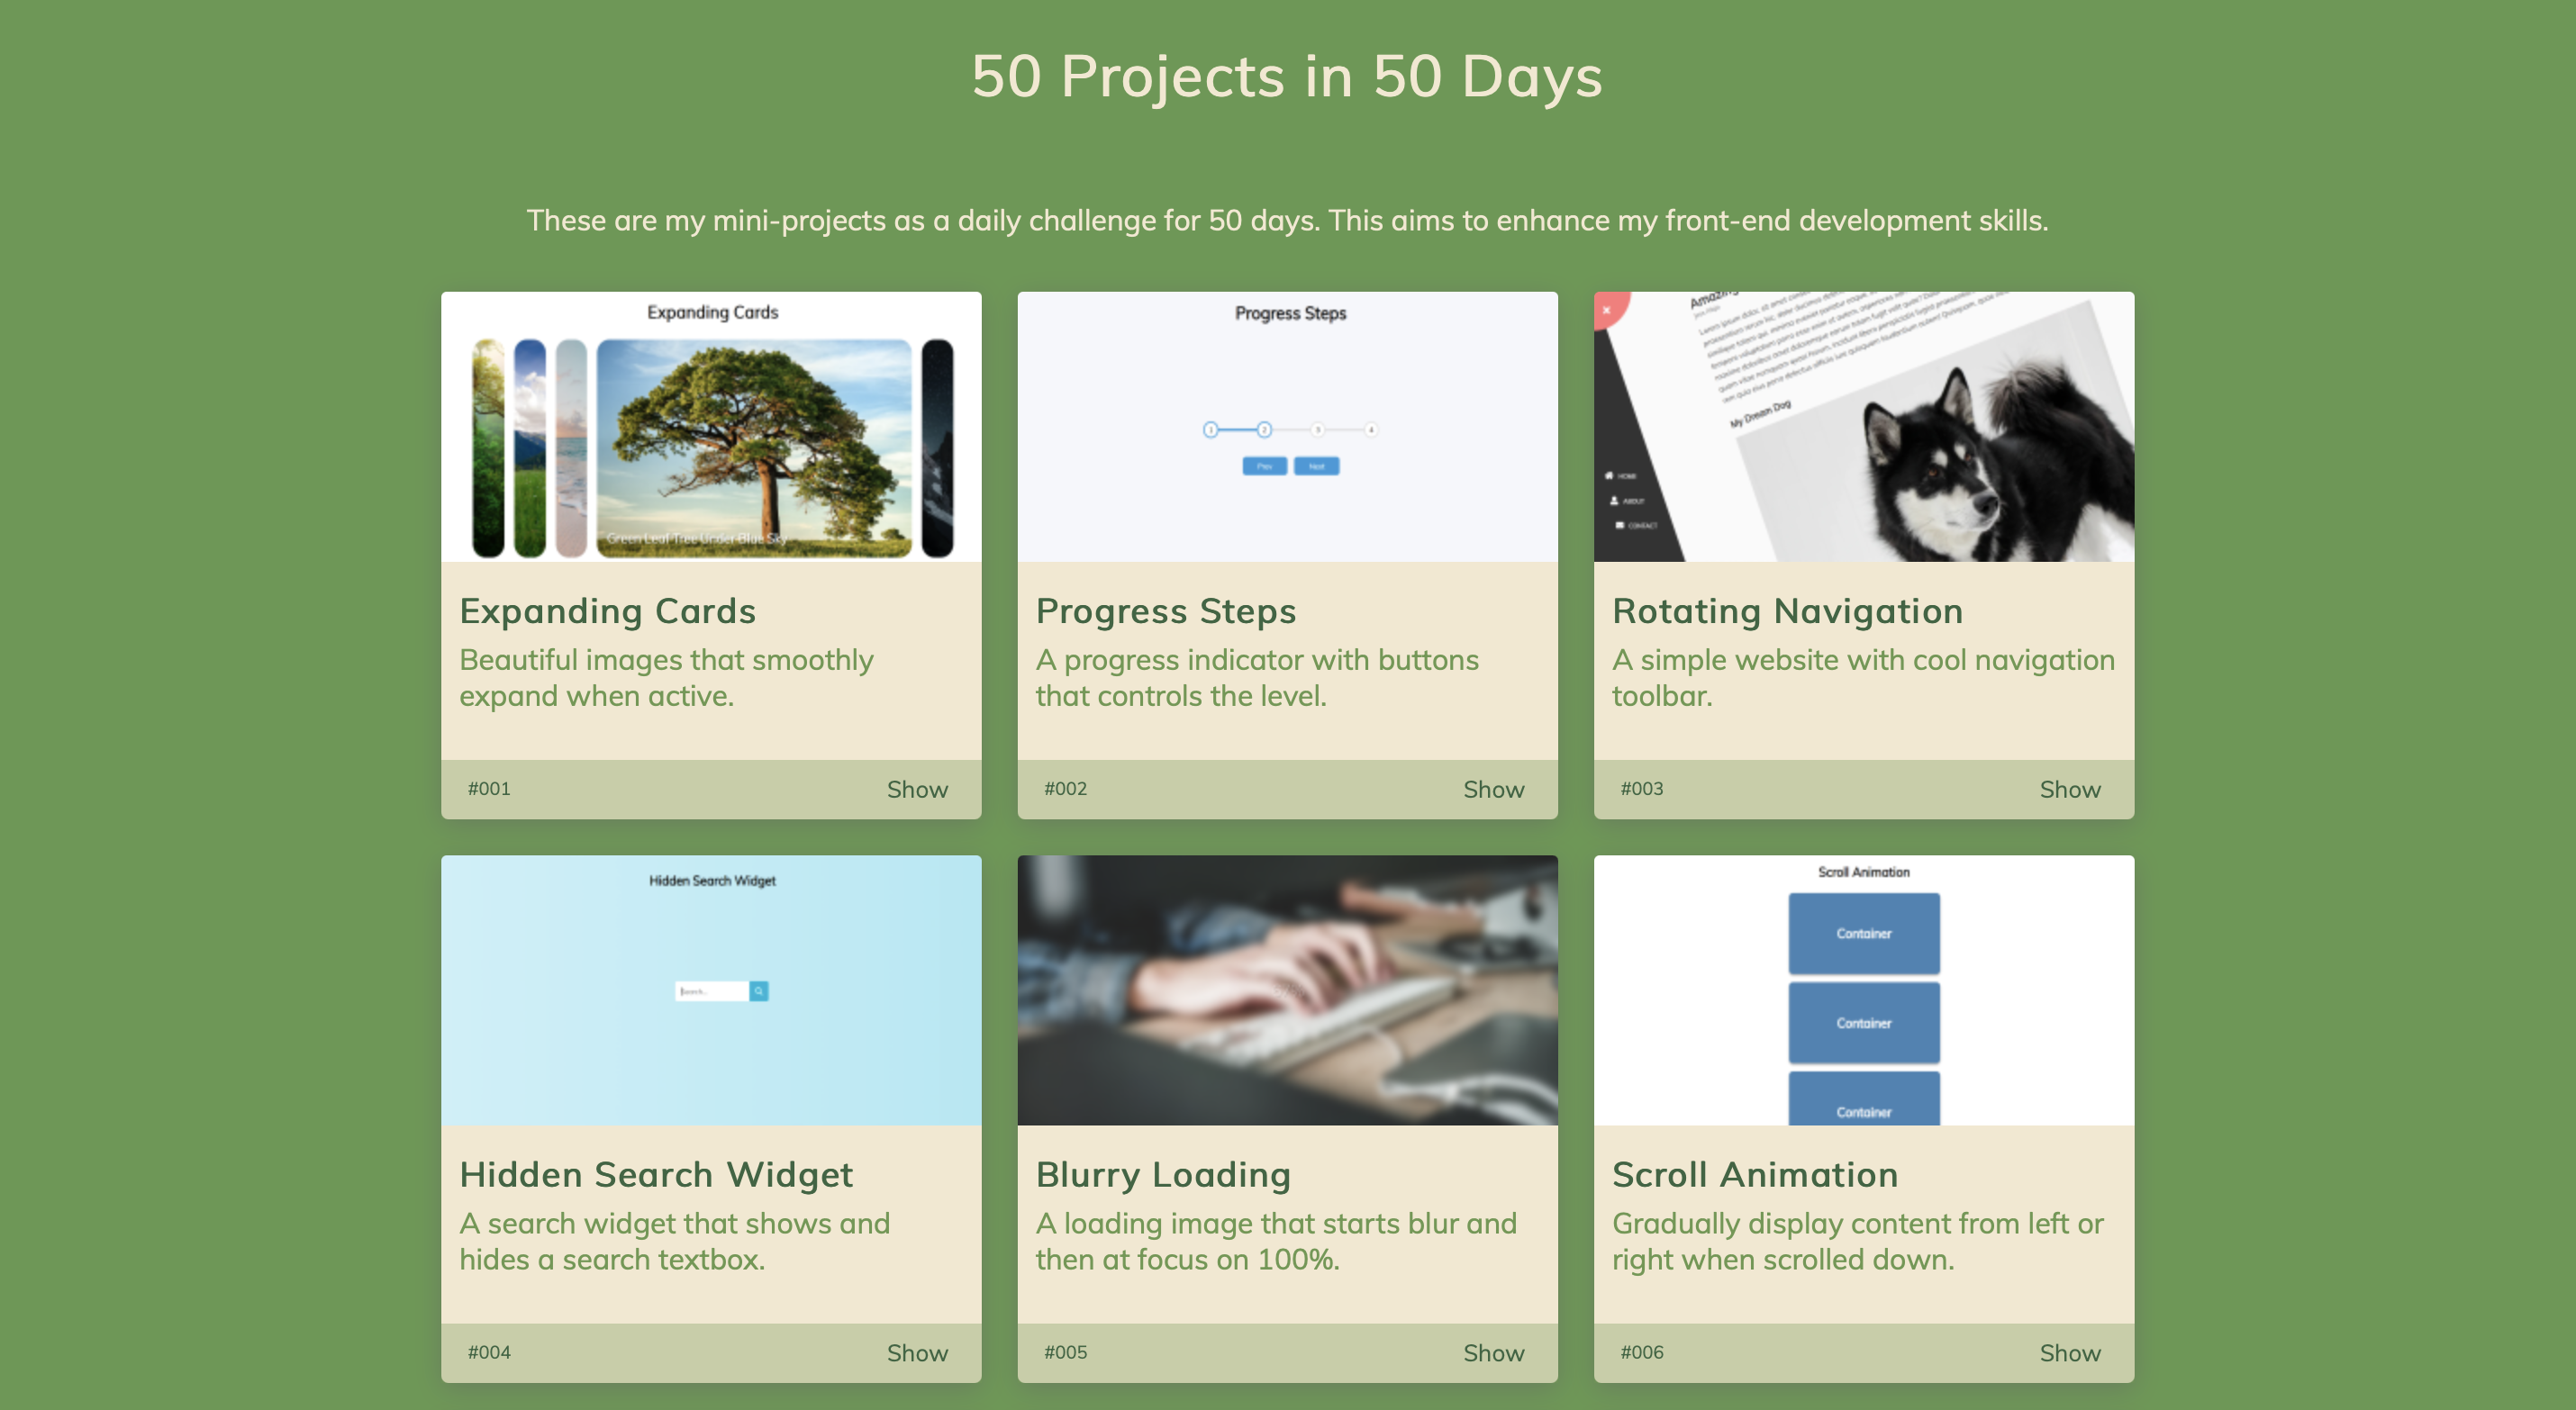 50 Projects in 50 Days
These are my mini-projects as a daily challenge for 50 days. This aims to enhance my front-end development skills.
Expanding Cards
Green Leaf Tree Under Blue Sky
Expanding Cards
Beautiful images that smoothly
expand when active.
#001
Show
Progress Steps
1
2
3
4
Prev
Next
Progress Steps
A progress indicator with buttons
that controls the level.
#002
Show
My Dream Dog
HOME
ABOUT
CONTACT
Rotating Navigation
A simple website with cool navigation
toolbar.
#003
Show
Hidden Search Widget
Search...
Hidden Search Widget
A search widget that shows and
hides a search textbox.
#004
Show
Blurry Loading
A loading image that starts blur and
then at focus on 100%.
#005
Show
Scroll Animation
Container
Container
Container
Scroll Animation
Gradually display content from left or
right when scrolled down.
#006
Show